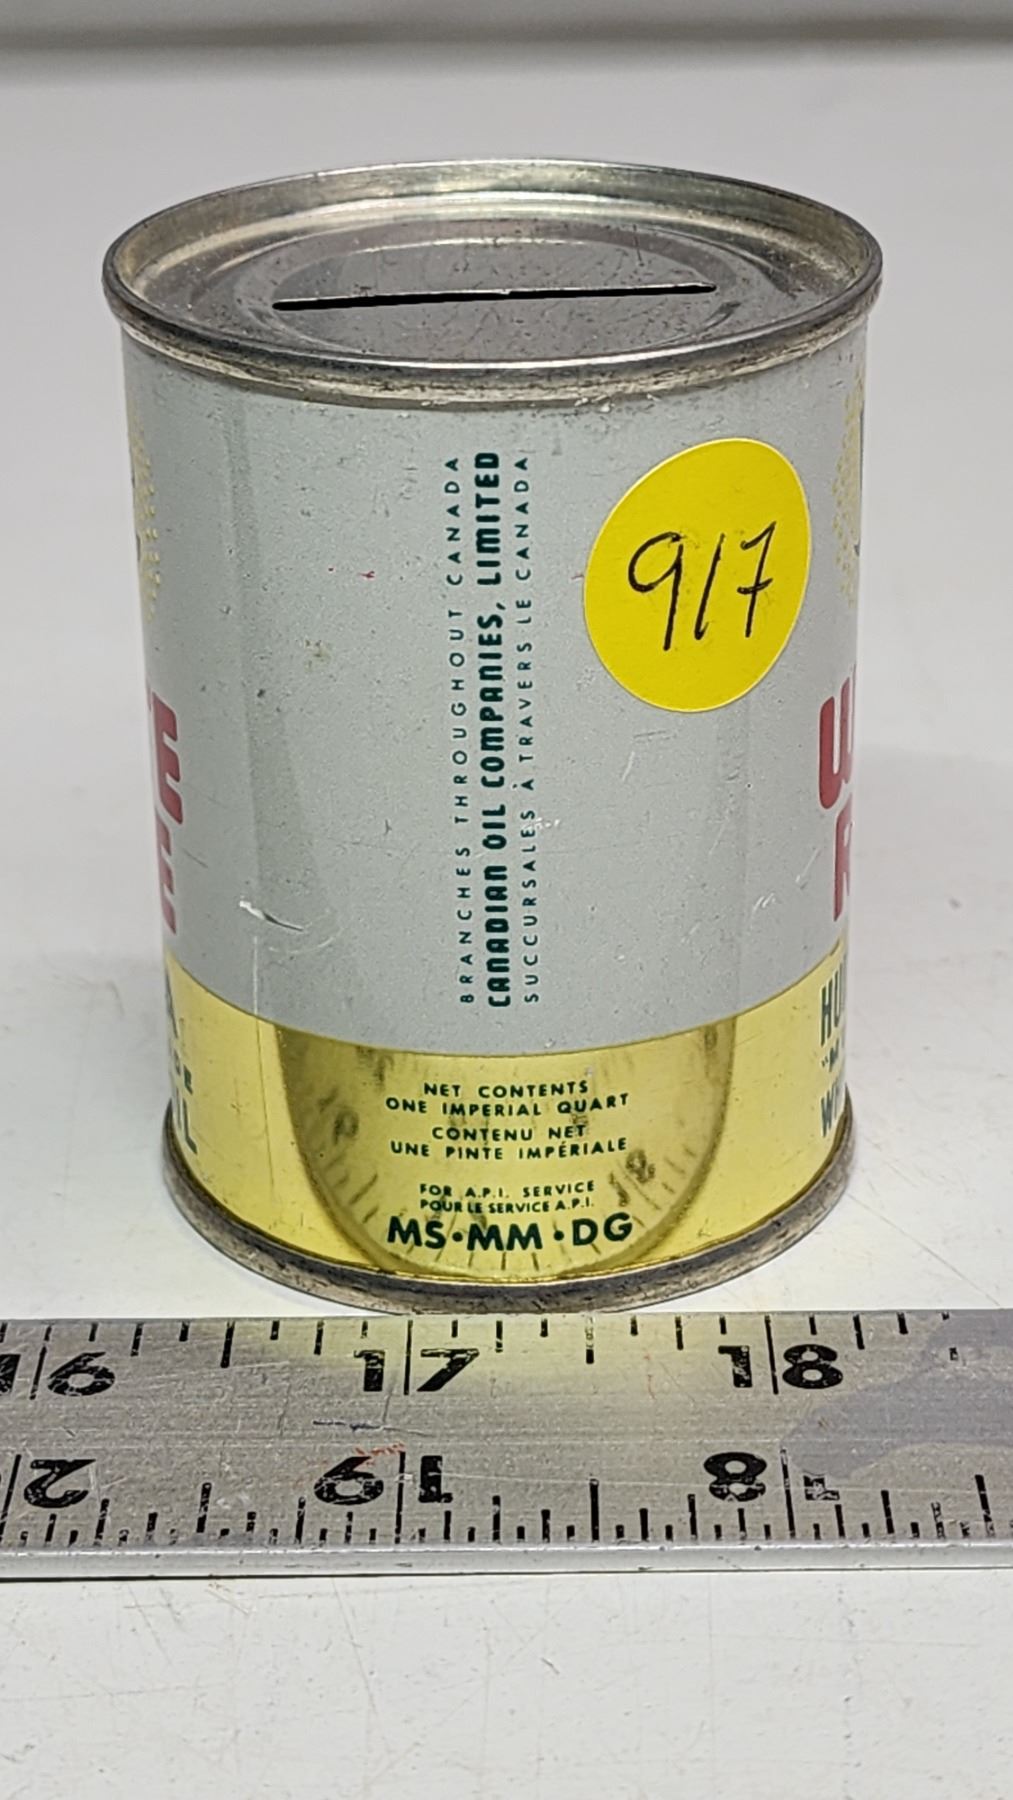 BRANCHES THROUGHOUT CANADA
CANADIAN OIL COMPANIES, LIMITED
SUCCURSALES À TRAVERS LE CANADA
917
NET CONTENTS
ONE IMPERIAL QUART
CONTENU NET
UNE PINTE IMPÉRIALE
FOR A.P.I. SERVICE
POUR LE SERVICE A.P.I.
MS•MM•DG
16 17 18
2 19 18